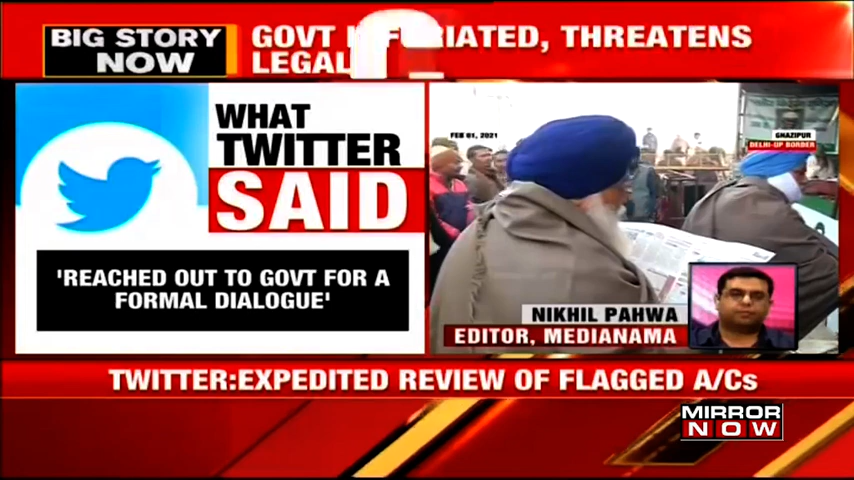 BIG STORY
NOW
GOVT THREATENS
LEGAL
WHAT
TWITTER
SAID
'REACHED OUT TO GOVT FOR A
FORMAL DIALOGUE'
FEB 01, 2021
GHAZIPUR
DELHI-UP BORDER
NIKHIL PAHWA
EDITOR, MEDIANAMA
TWITTER:EXPEDITED REVIEW OF FLAGGED A/Cs
MIRROR
NOW